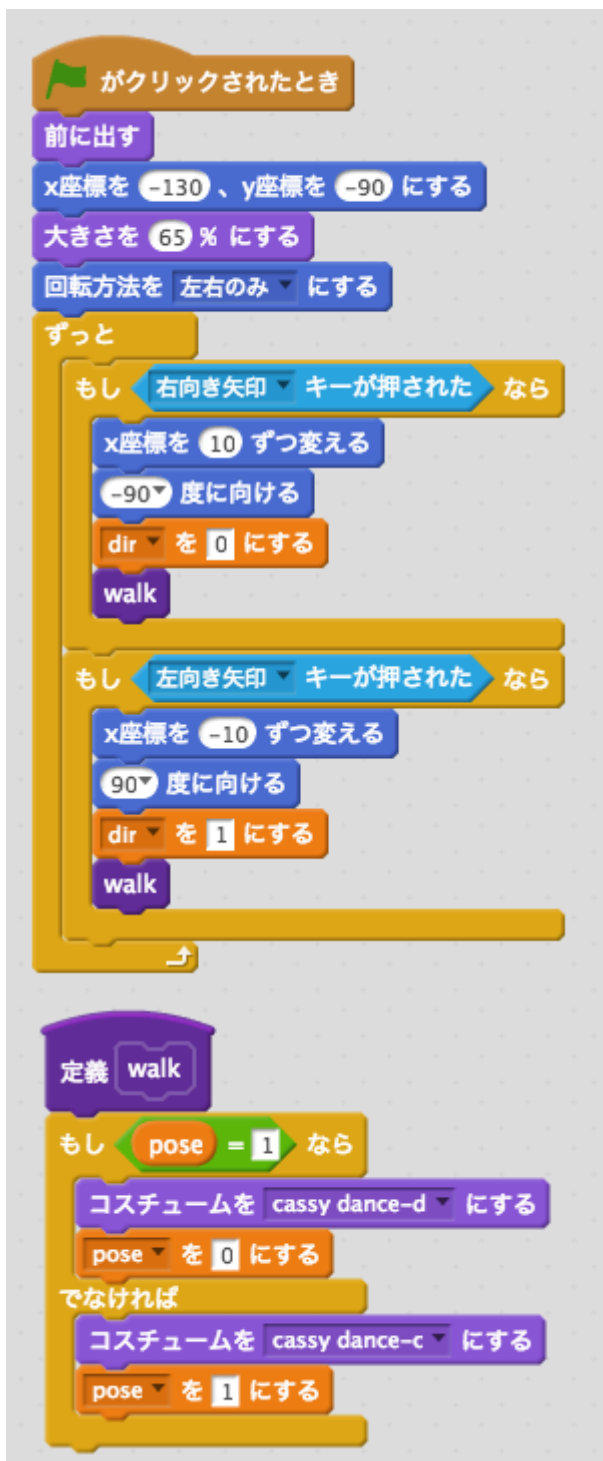 がクリックされたとき
前に出す
x座標を -130 、y座標を -90 にする
大きさを 65 % にする
回転方法を 左右のみ にする
ずっと
もし 右向き矢印 キーが押された なら
x座標を 10 ずつ変える
-90 度に向ける
dir を 0 にする
walk
もし 左向き矢印 キーが押された なら
x座標を -10 ずつ変える
90 度に向ける
dir を 1 にする
walk
定義 walk
もし pose = 1 なら
コスチュームを cassy dance-d にする
pose を 0 にする
でなければ
コスチュームを cassy dance-c にする
pose を 1 にする